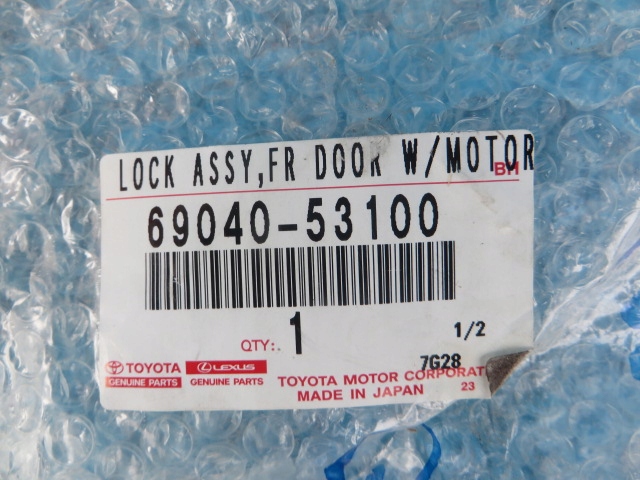 LOCK ASSY,FR DOOR W/MOTOR
69040-53100
QTY:. 1 1/2
7G28
TOYOTA LEXUS
GENUINE PARTS GENUINE PARTS
TOYOTA MOTOR CORPORAT
MADE IN JAPAN 23